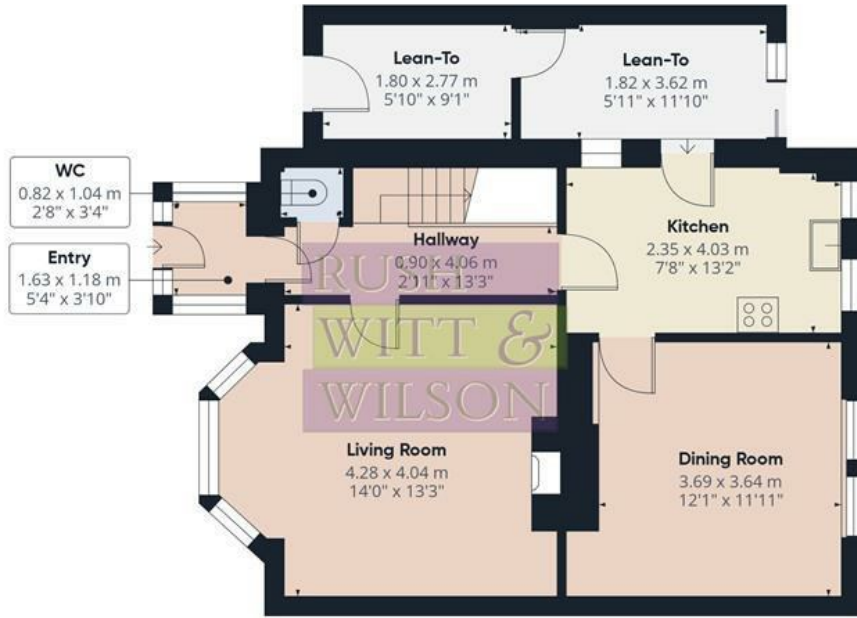 Lean-To
1.80 x 2.77 m
5'10" x 9'1"
Lean-To
1.82 x 3.62 m
5'11" x 11'10"
WC
0.82 x 1.04 m
2'8" x 3'4"
Entry
1.63 x 1.18 m
5'4" x 3'10"
Hallway
0.90 x 4.06 m
2'11" x 13'3"
Kitchen
2.35 x 4.03 m
7'8" x 13'2"
RUSH
WITT &
WILSON
Living Room
4.28 x 4.04 m
14'0" x 13'3"
Dining Room
3.69 x 3.64 m
12'1" x 11'11"